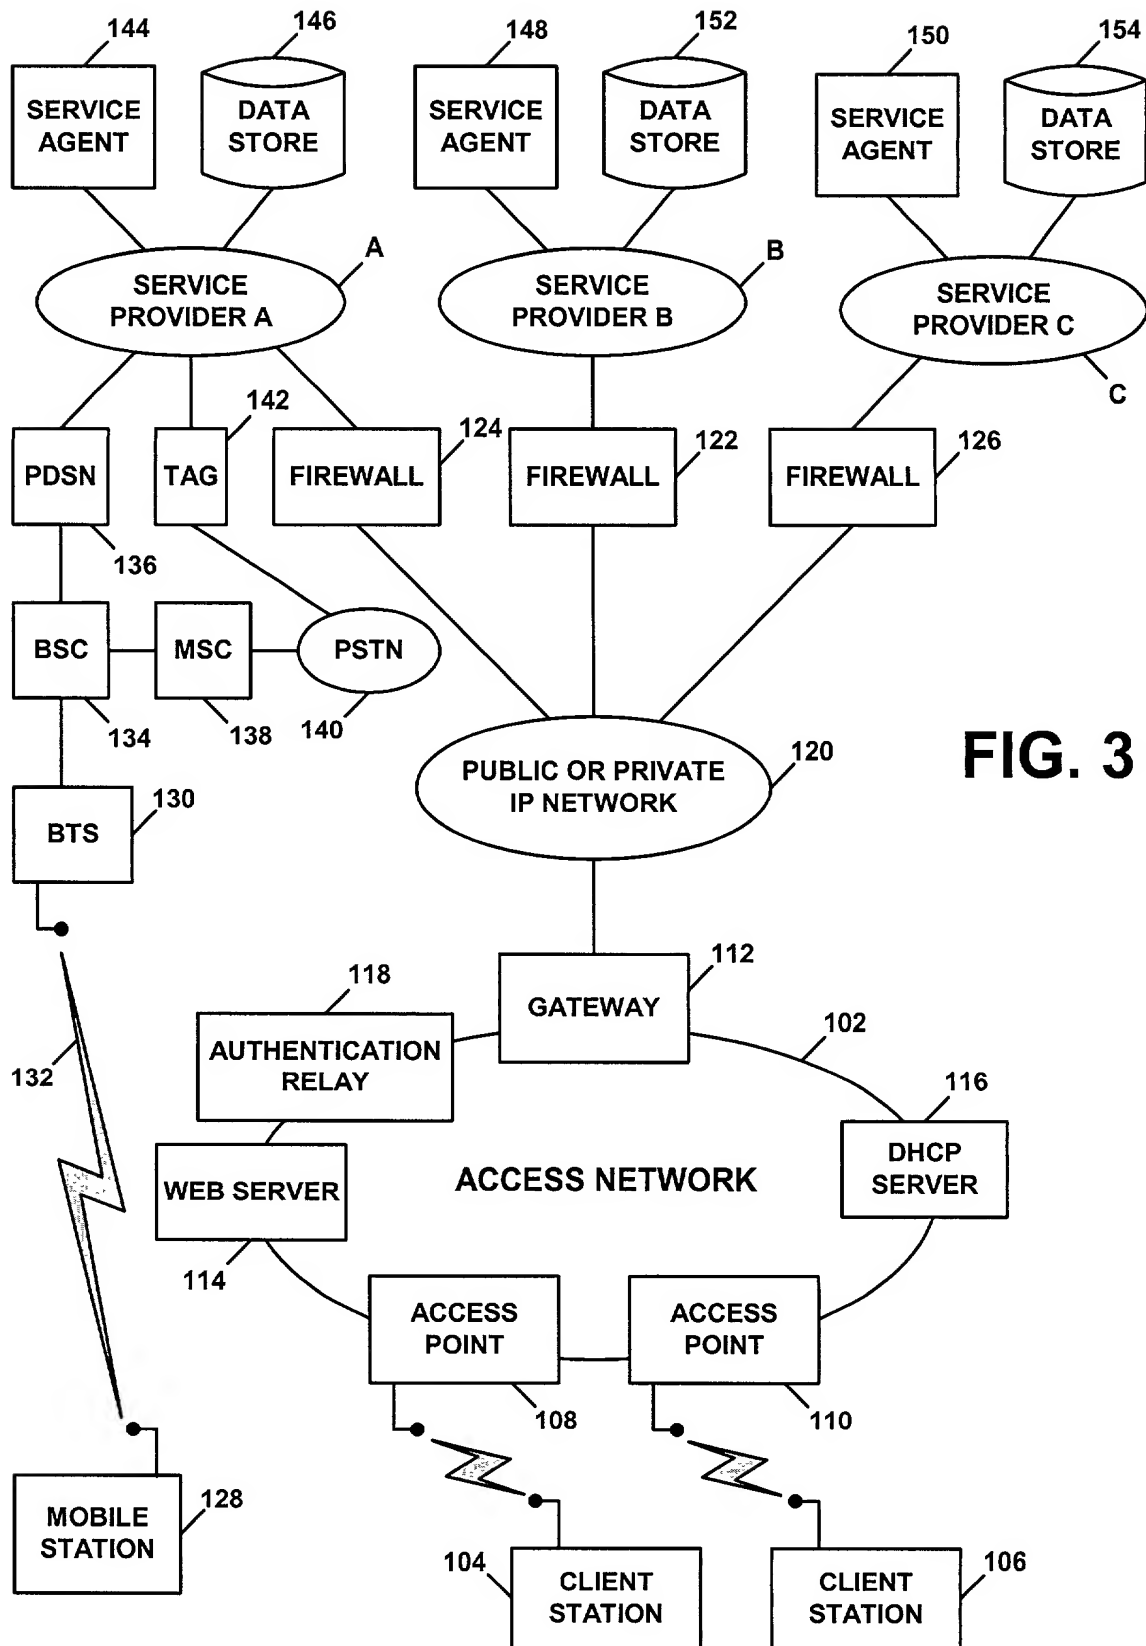 144
146
148
152
150
154
SERVICE
AGENT
DATA
STORE
SERVICE
AGENT
DATA
STORE
SERVICE
AGENT
DATA
STORE
A
B
SERVICE
PROVIDER A
SERVICE
PROVIDER B
SERVICE
PROVIDER C
C
142
124
122
126
PDSN
TAG
FIREWALL
FIREWALL
FIREWALL
136
BSC
MSC
PSTN
134
138
140
FIG. 3
PUBLIC OR PRIVATE
IP NETWORK
120
130
BTS
118
112
GATEWAY
102
132
AUTHENTICATION
RELAY
116
DHCP
SERVER
WEB SERVER
ACCESS NETWORK
114
ACCESS
POINT
ACCESS
POINT
108
110
128
MOBILE
STATION
104
CLIENT
STATION
106
CLIENT
STATION